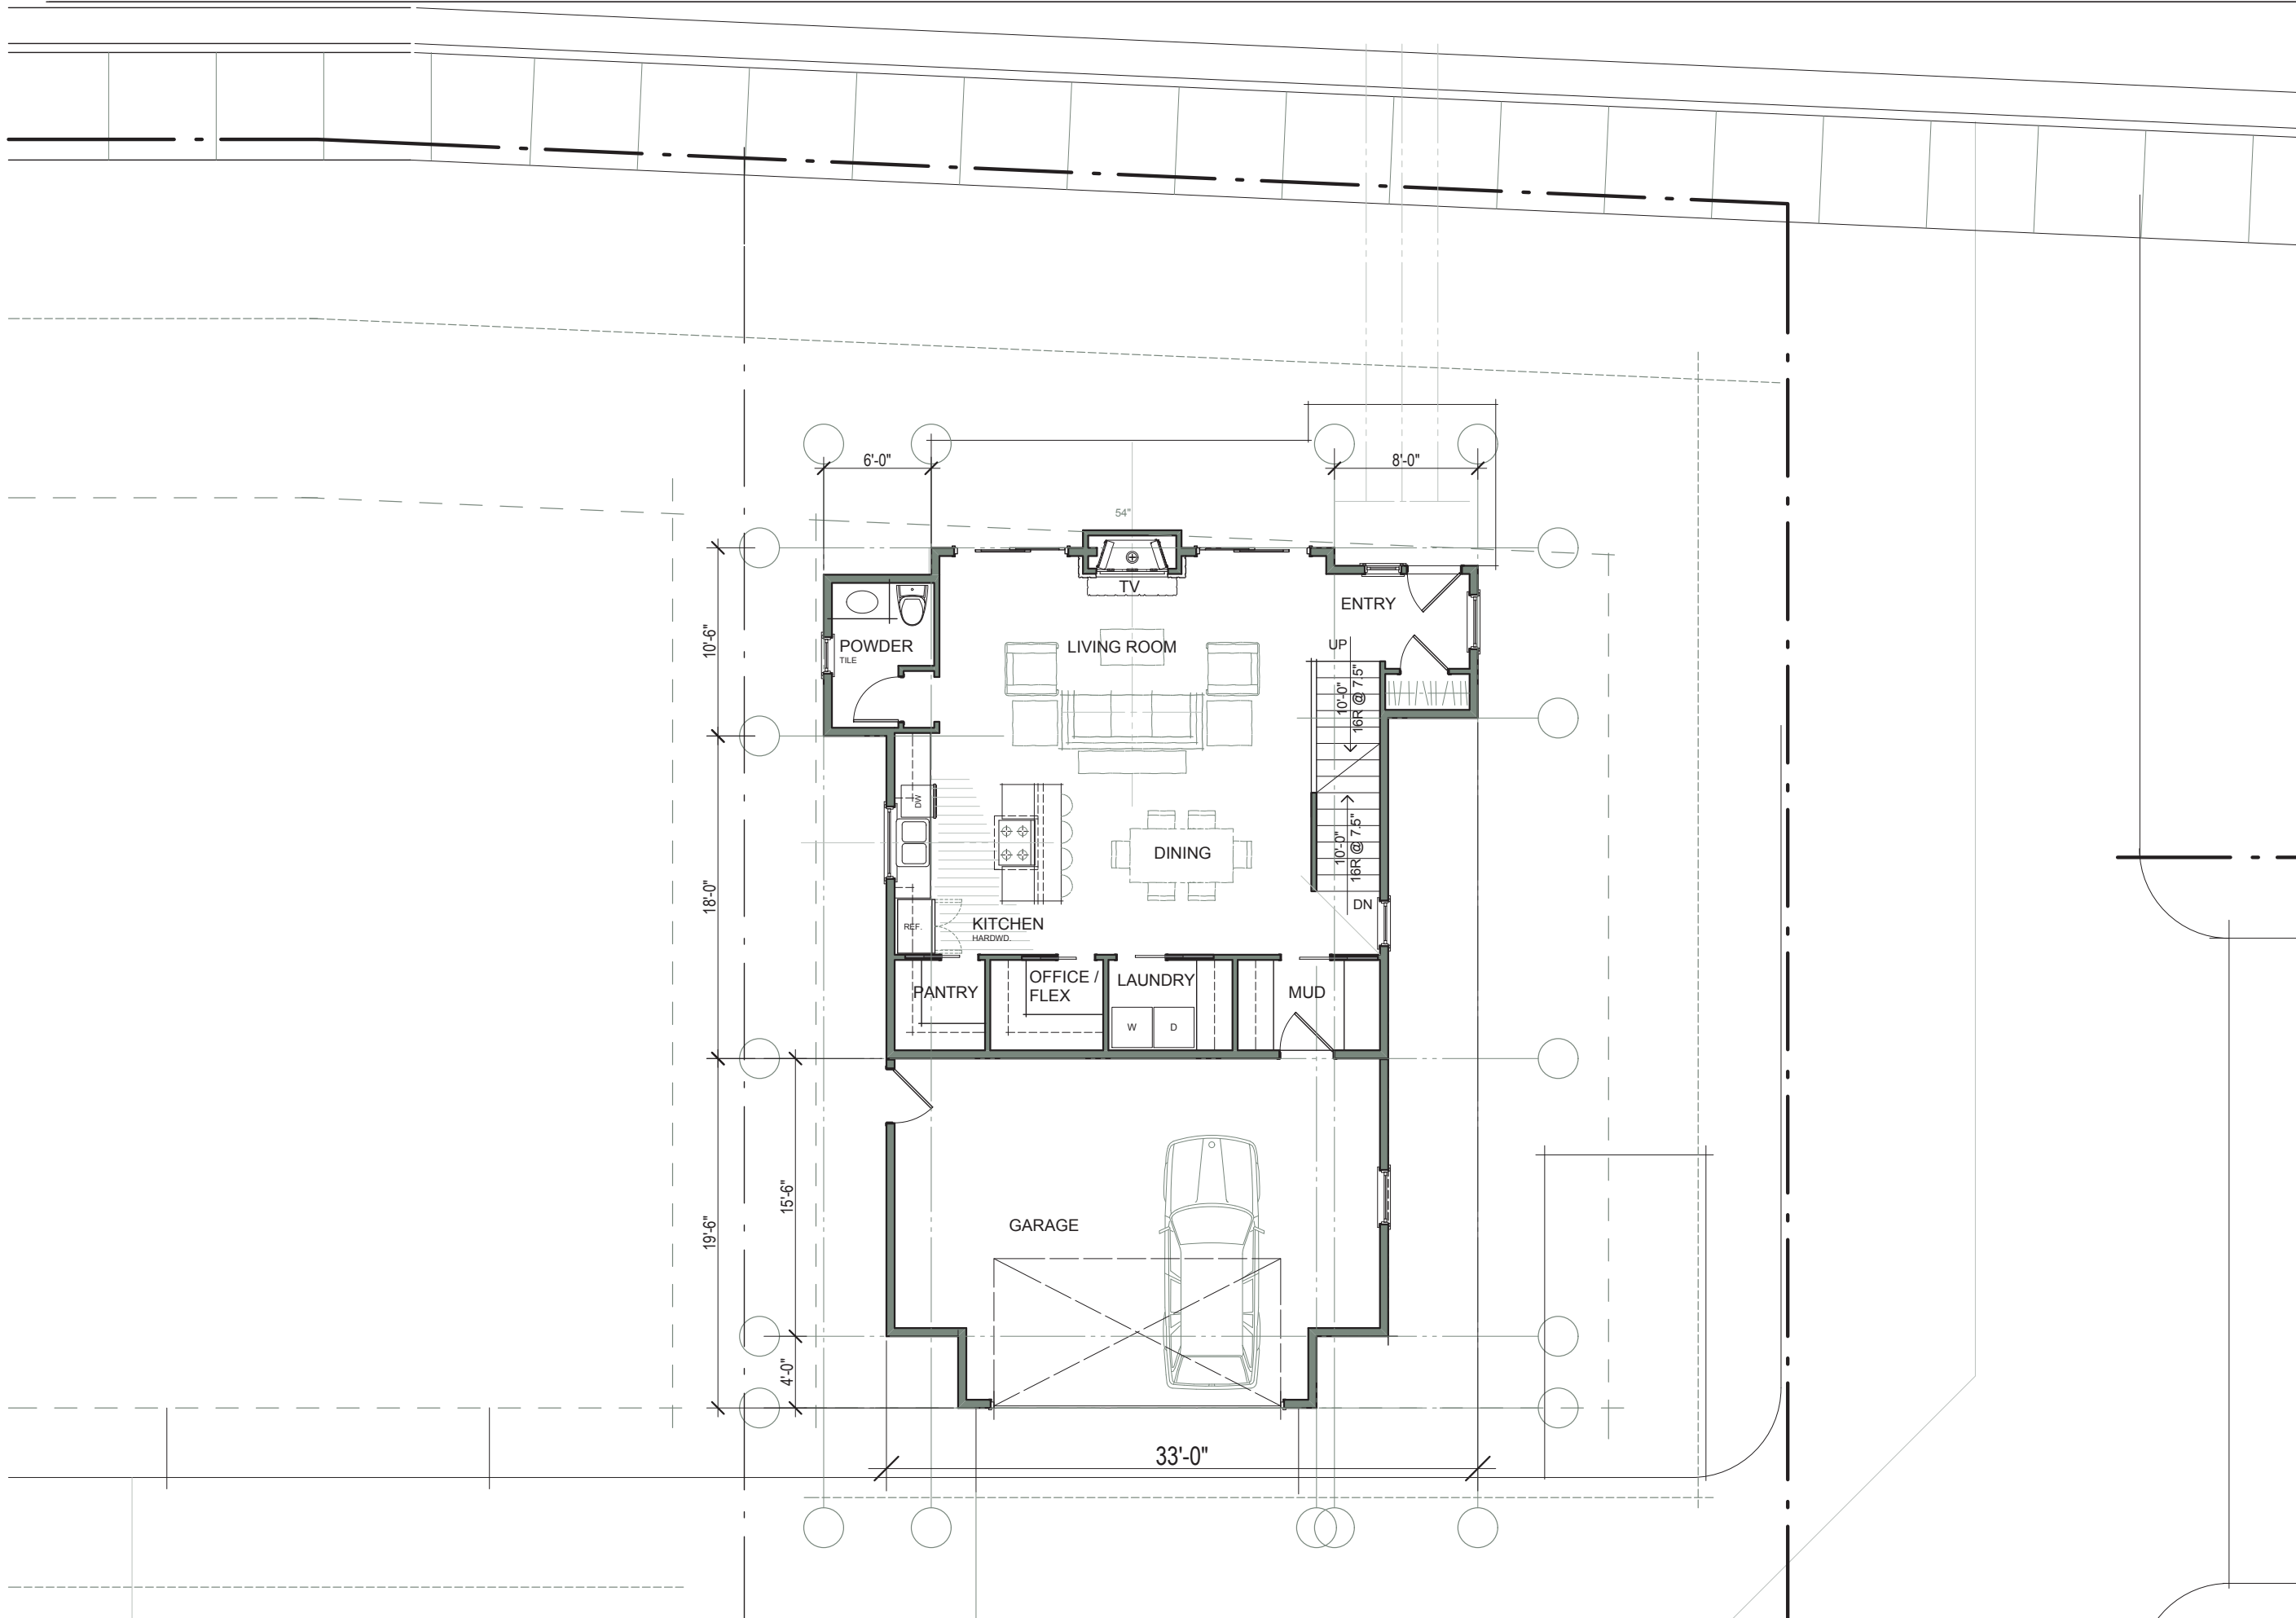 6'-0"
8'-0"
54"
TV
ENTRY
10'-6"
POWDER
TILE
LIVING ROOM
UP
10'-0"
16R @ 7.5"
DW
DINING
10'-0"
16R @ 7.5"
18'-0"
DN
REF.
KITCHEN
HARDWD.
PANTRY
OFFICE /
FLEX
LAUNDRY
MUD
W
D
15'-6"
19'-6"
GARAGE
4'-0"
33'-0"